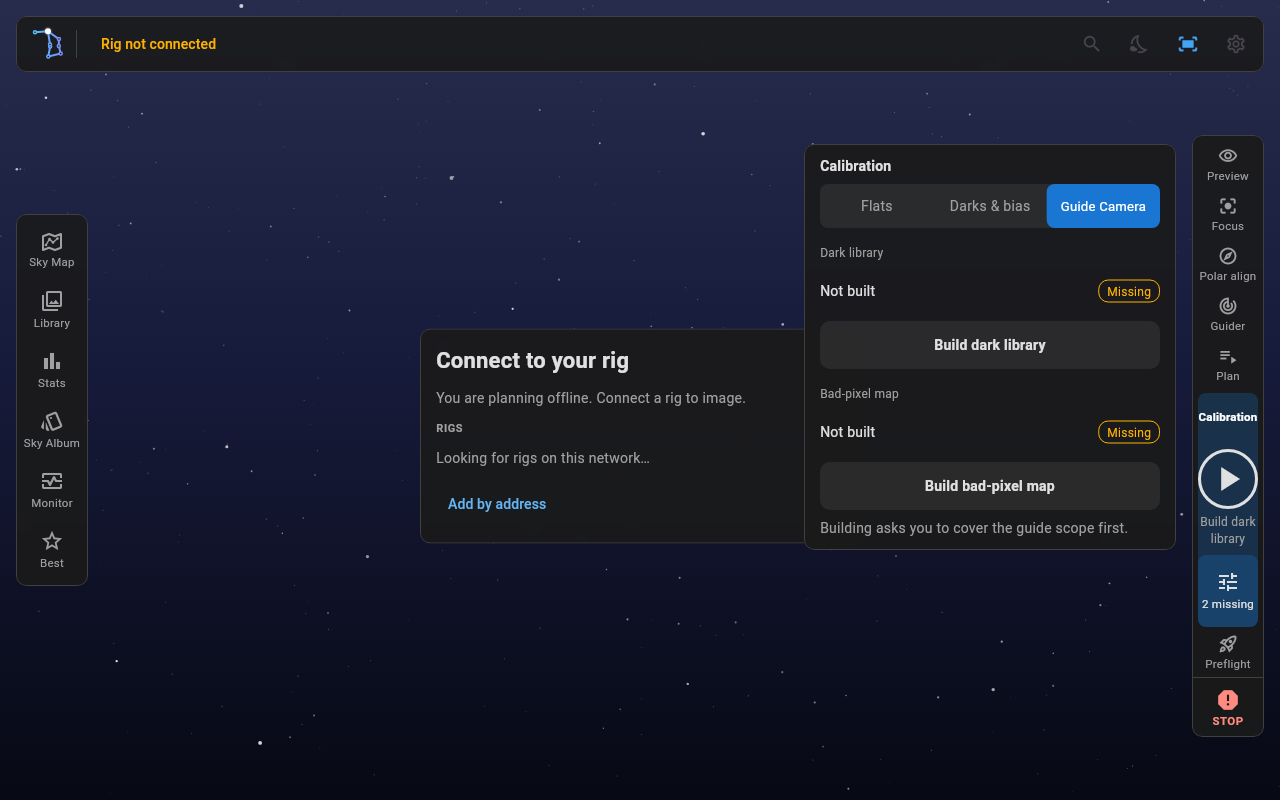 Rig not connected
Sky Map
Library
Stats
Sky Album
Monitor
Best
Connect to your rig
You are planning offline. Connect a rig to image.
RIGS
Looking for rigs on this network…
Add by address
Calibration
Flats
Darks & bias
Guide Camera
Dark library
Not built
Missing
Build dark library
Bad-pixel map
Not built
Missing
Build bad-pixel map
Building asks you to cover the guide scope first.
Preview
Focus
Polar align
Guider
Plan
Calibration
Build dark
library
2 missing
Preflight
STOP